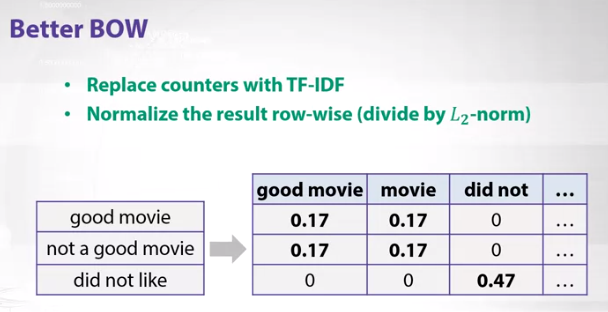 Better BOW
• Replace counters with TF-IDF
• Normalize the result row-wise (divide by L₂-norm)
good movie movie did not ...
good movie 0.17 0.17 0 ...
not a good movie 0.17 0.17 0 ...
did not like 0 0 0.47 ...